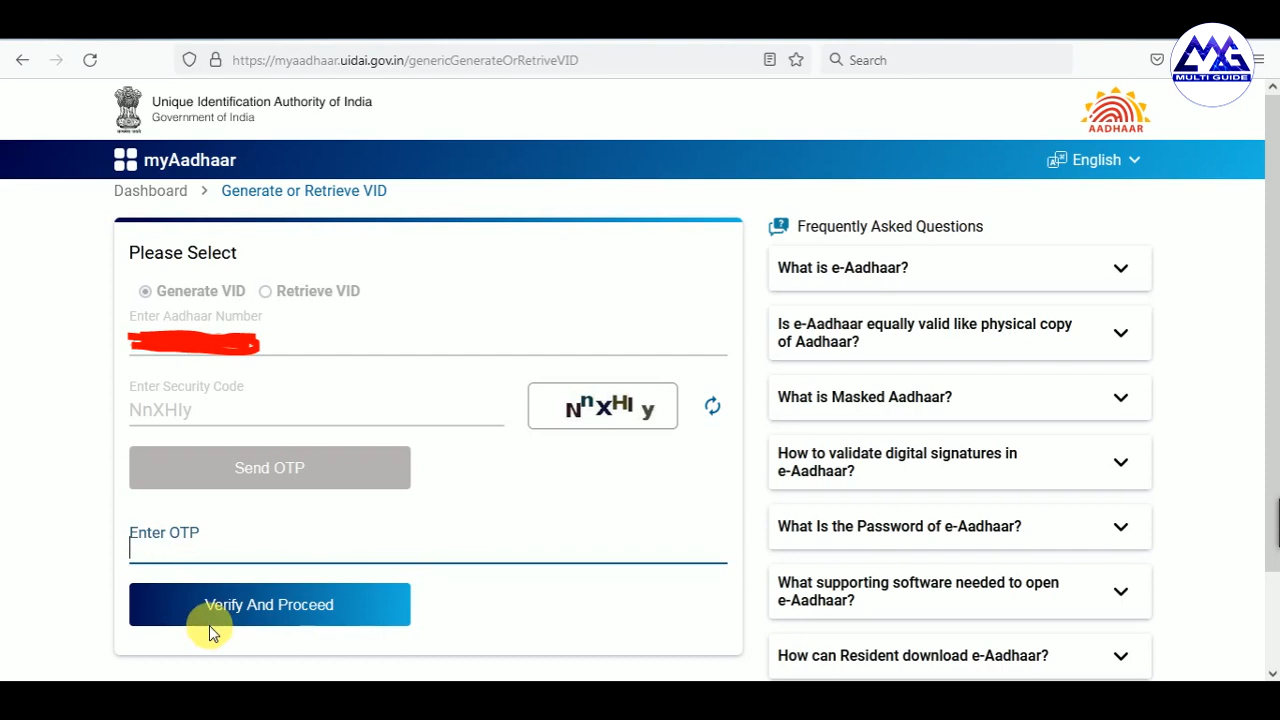 MG
MULTI GUIDE
https://myaadhaar.uidai.gov.in/genericGenerateOrRetriveVID
Search
Unique Identification Authority of India
Government of India
AADHAAR
myAadhaar
English
Dashboard > Generate or Retrieve VID
Please Select
Generate VID
Retrieve VID
Enter Aadhaar Number
Enter Security Code
NnXHIy
NnXHIy
Send OTP
Enter OTP
Verify And Proceed
Frequently Asked Questions
What is e-Aadhaar?
Is e-Aadhaar equally valid like physical copy
of Aadhaar?
What is Masked Aadhaar?
How to validate digital signatures in
e-Aadhaar?
What Is the Password of e-Aadhaar?
What supporting software needed to open
e-Aadhaar?
How can Resident download e-Aadhaar?